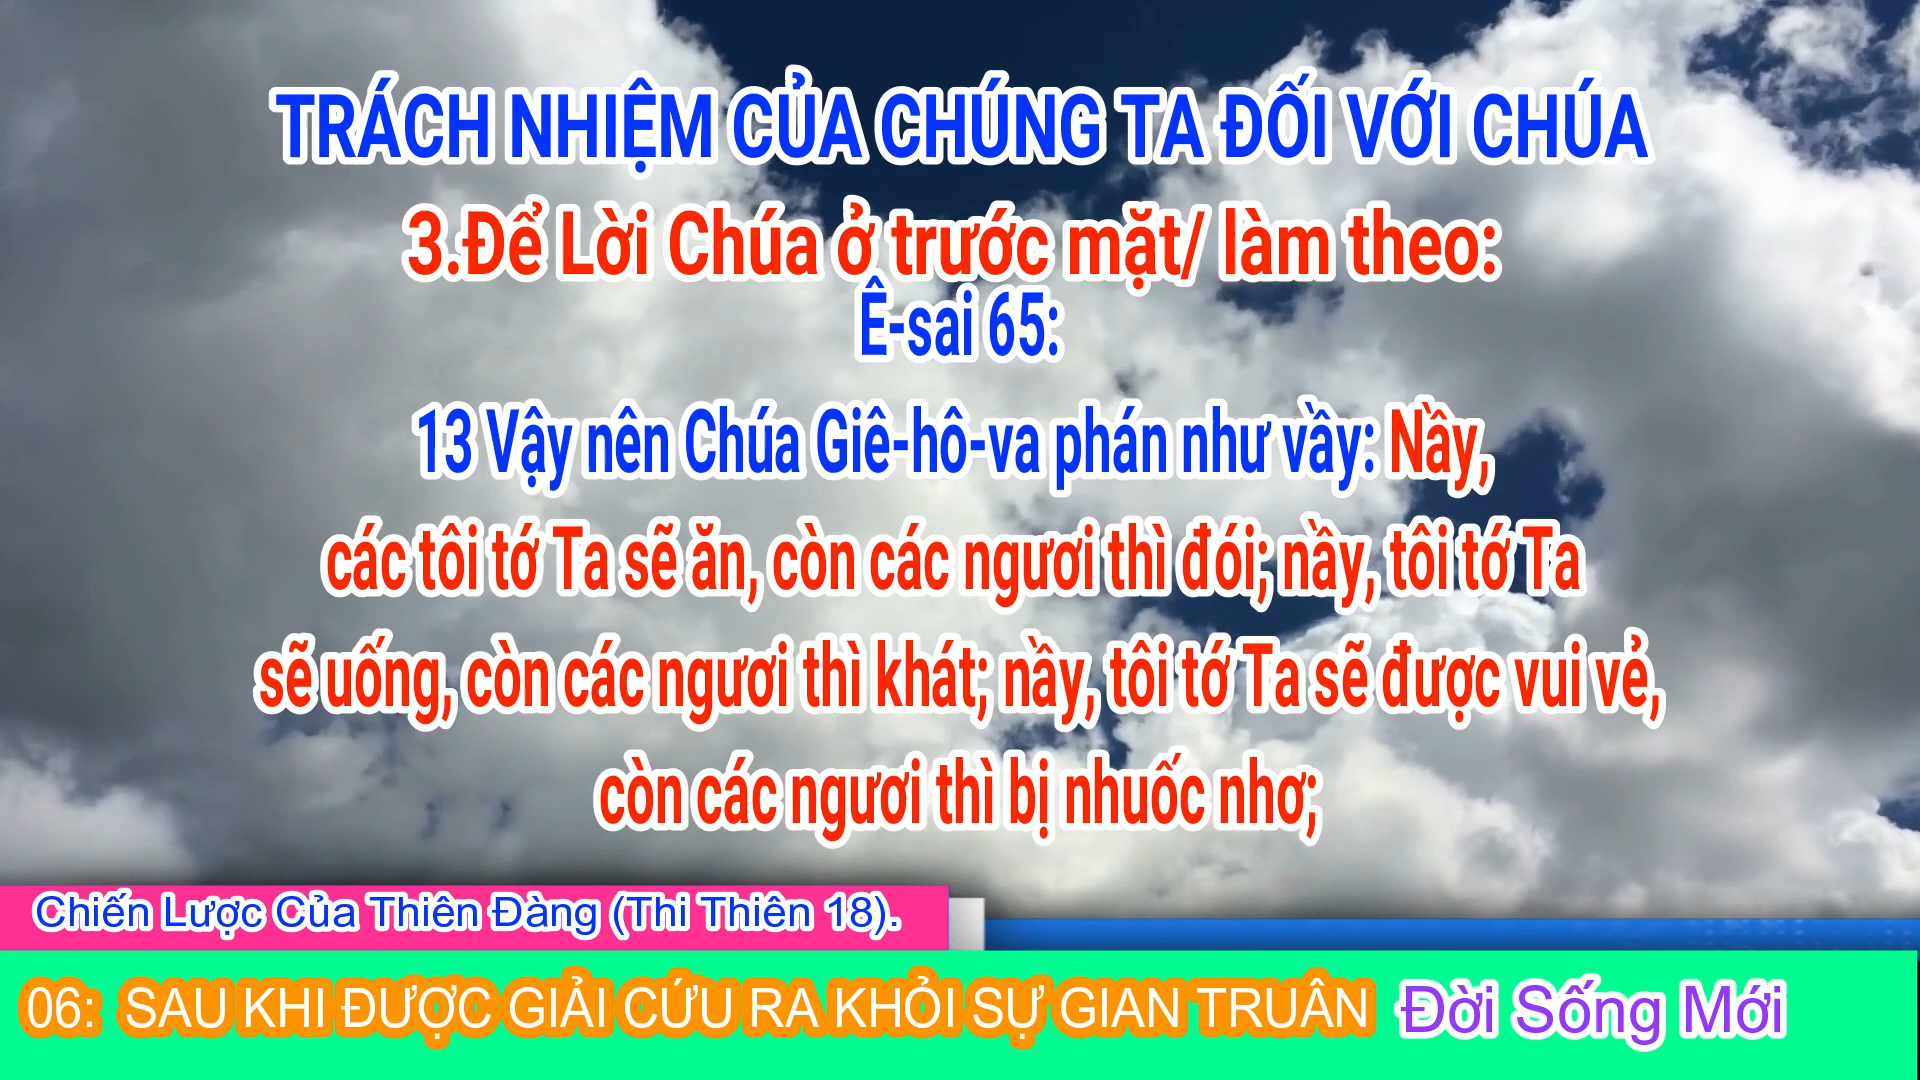 TRÁCH NHIỆM CỦA CHÚNG TA ĐỐI VỚI CHÚA
3.Để Lời Chúa ở trước mặt/ làm theo:
Ê-sai 65:
13 Vậy nên Chúa Giê-hô-va phán như vầy: Nầy,
các tôi tớ Ta sẽ ăn, còn các ngươi thì đói; nầy, tôi tớ Ta
sẽ uống, còn các ngươi thì khát; nầy, tôi tớ Ta sẽ được vui vẻ,
còn các ngươi thì bị nhuốc nhơ;
Chiến Lược Của Thiên Đàng (Thi Thiên 18).
06: SAU KHI ĐƯỢC GIẢI CỨU RA KHỎI SỰ GIAN TRUÂN Đời Sống Mới